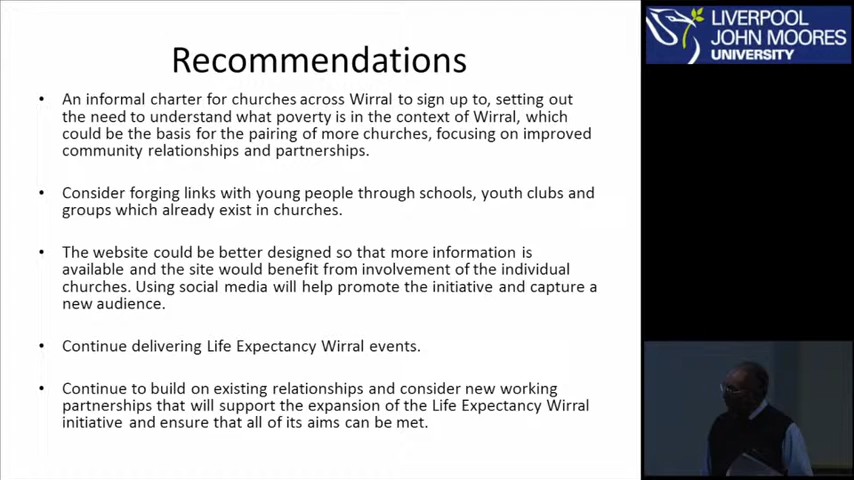 Recommendations
• An informal charter for churches across Wirral to sign up to, setting out
the need to understand what poverty is in the context of Wirral, which
could be the basis for the pairing of more churches, focusing on improved
community relationships and partnerships.
• Consider forging links with young people through schools, youth clubs and
groups which already exist in churches.
• The website could be better designed so that more information is
available and the site would benefit from involvement of the individual
churches. Using social media will help promote the initiative and capture a
new audience.
• Continue delivering Life Expectancy Wirral events.
• Continue to build on existing relationships and consider new working
partnerships that will support the expansion of the Life Expectancy Wirral
initiative and ensure that all of its aims can be met.
LIVERPOOL
JOHN MOORES
UNIVERSITY